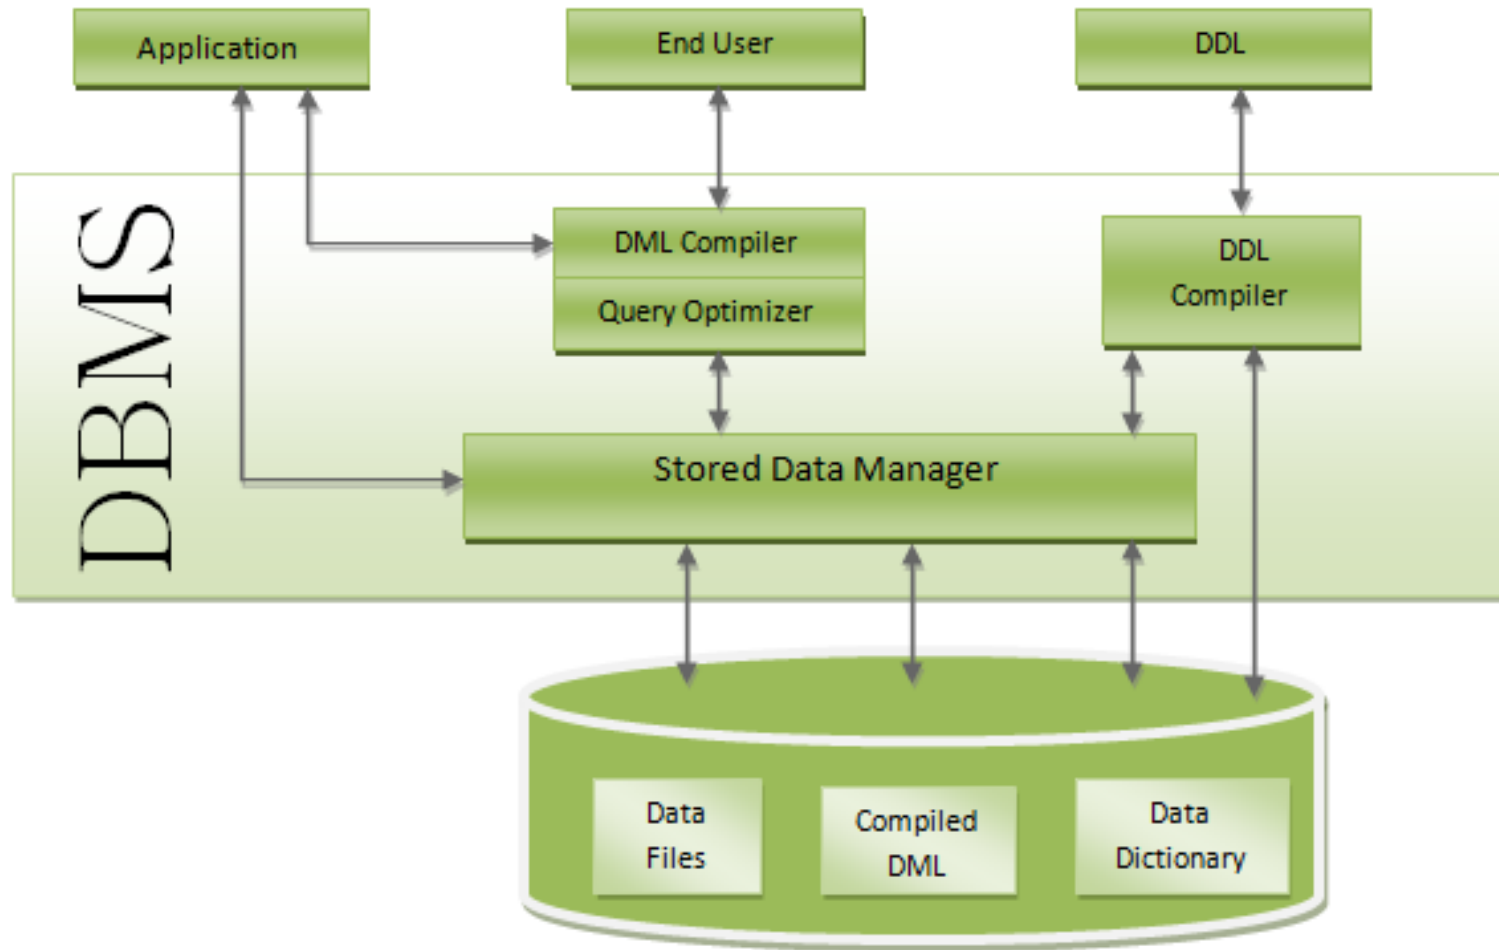 Application
End User
DDL
DBMS
DML Compiler
Query Optimizer
DDL
Compiler
Stored Data Manager
Data
Files
Compiled
DML
Data
Dictionary